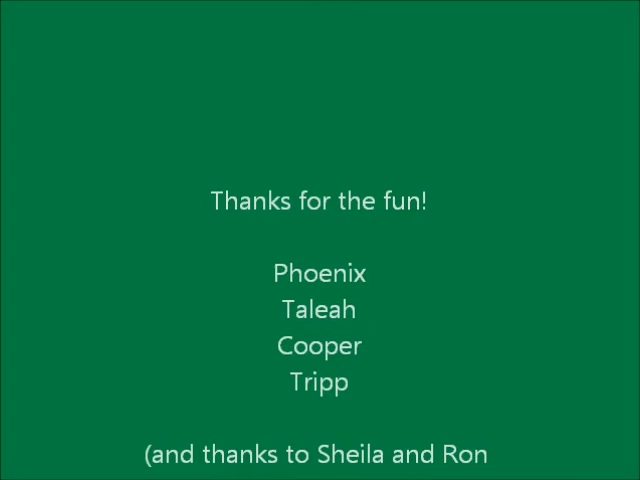 Thanks for the fun!
Phoenix
Taleah
Cooper
Tripp
(and thanks to Sheila and Ron